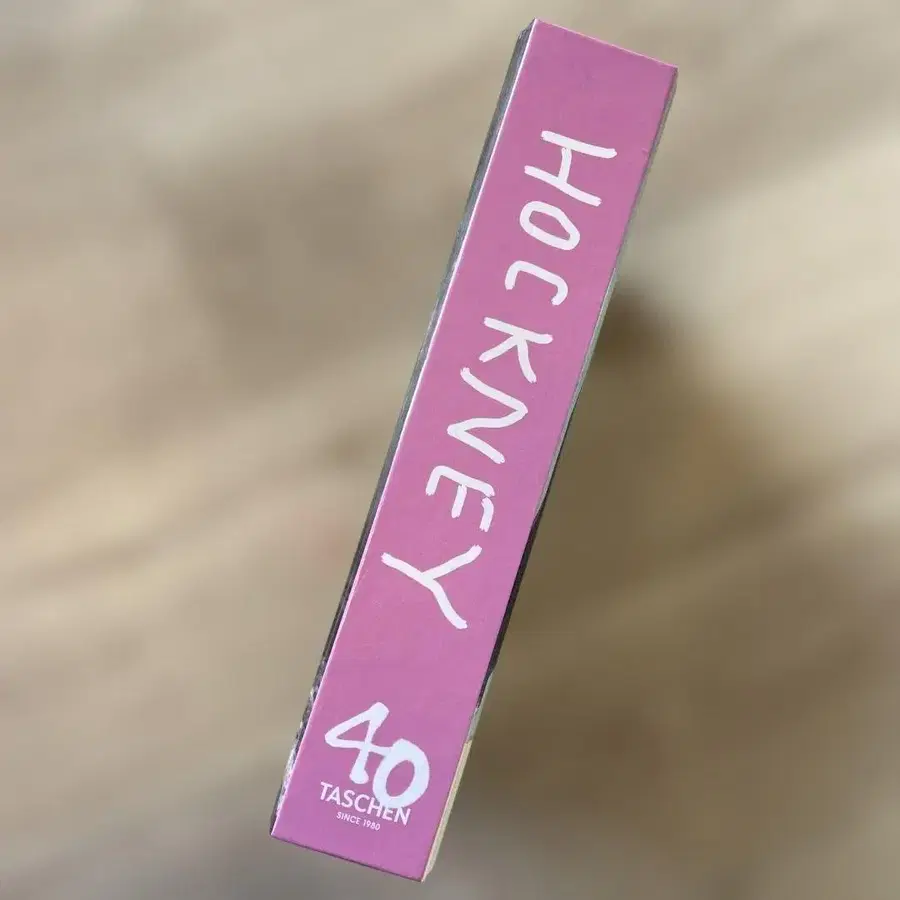 HOCKNEY
40
TASCHEN
SINCE 1980